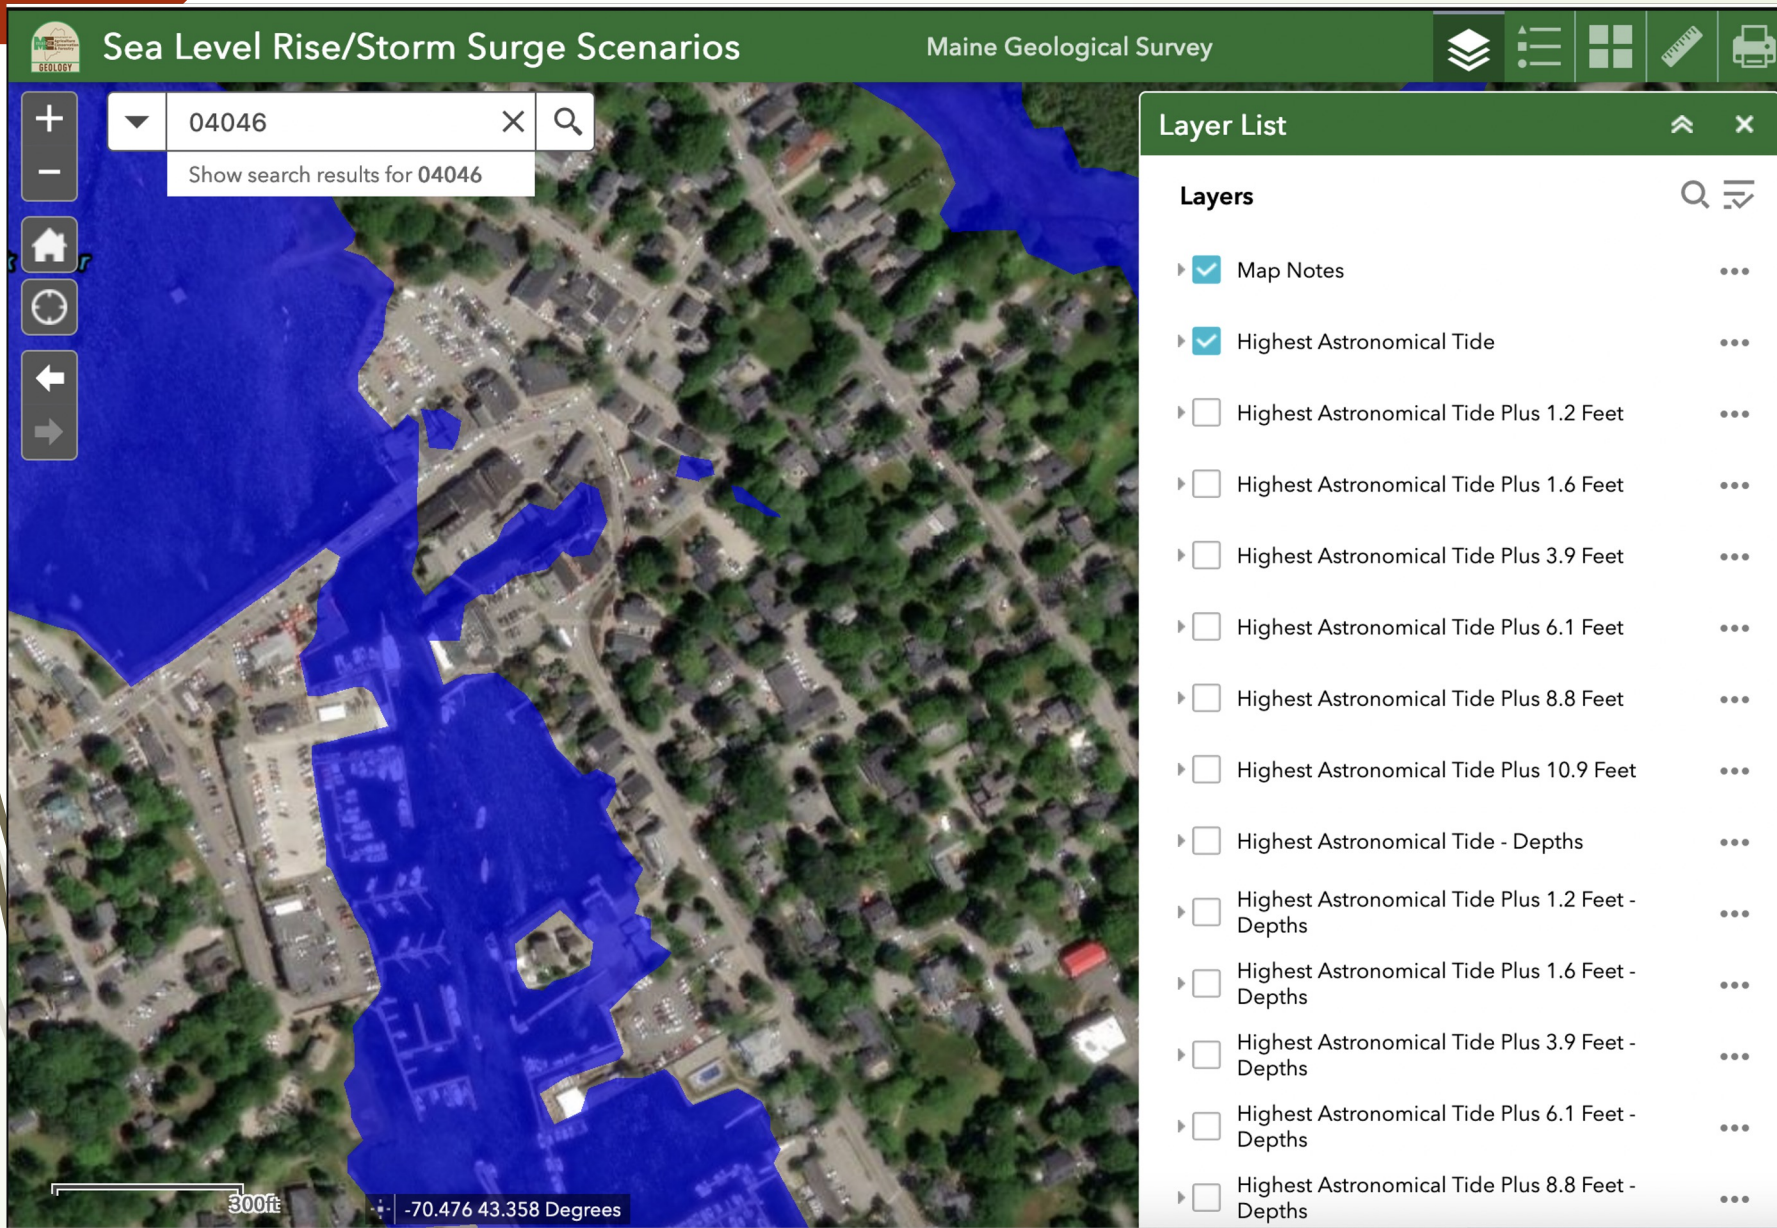 Sea Level Rise/Storm Surge Scenarios
Maine Geological Survey
GEOLOGY
04046
Show search results for 04046
Layer List
Layers
Map Notes
Highest Astronomical Tide
Highest Astronomical Tide Plus 1.2 Feet
Highest Astronomical Tide Plus 1.6 Feet
Highest Astronomical Tide Plus 3.9 Feet
Highest Astronomical Tide Plus 6.1 Feet
Highest Astronomical Tide Plus 8.8 Feet
Highest Astronomical Tide Plus 10.9 Feet
Highest Astronomical Tide - Depths
Highest Astronomical Tide Plus 1.2 Feet -
Depths
Highest Astronomical Tide Plus 1.6 Feet -
Depths
Highest Astronomical Tide Plus 3.9 Feet -
Depths
Highest Astronomical Tide Plus 6.1 Feet -
Depths
Highest Astronomical Tide Plus 8.8 Feet -
Depths
300ft
-70.476 43.358 Degrees